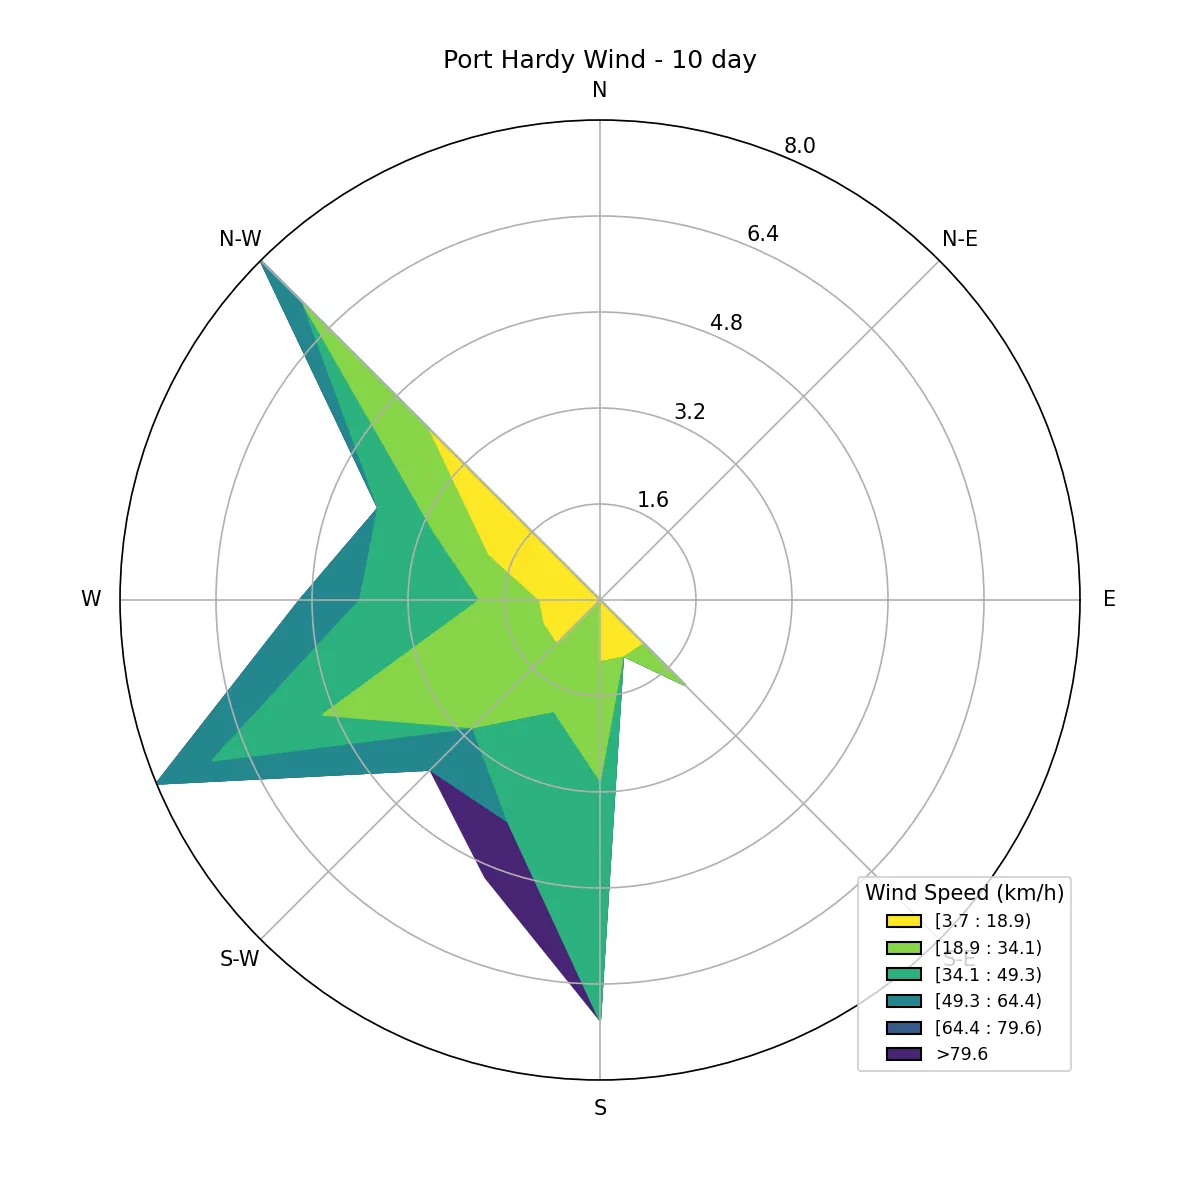 Port Hardy Wind - 10 day
N
8.0
N-W
6.4
N-E
4.8
3.2
1.6
W
E
S-W
S-E
S
Wind Speed (km/h)
[3.7 : 18.9)
[18.9 : 34.1)
[34.1 : 49.3)
[49.3 : 64.4)
[64.4 : 79.6)
>79.6